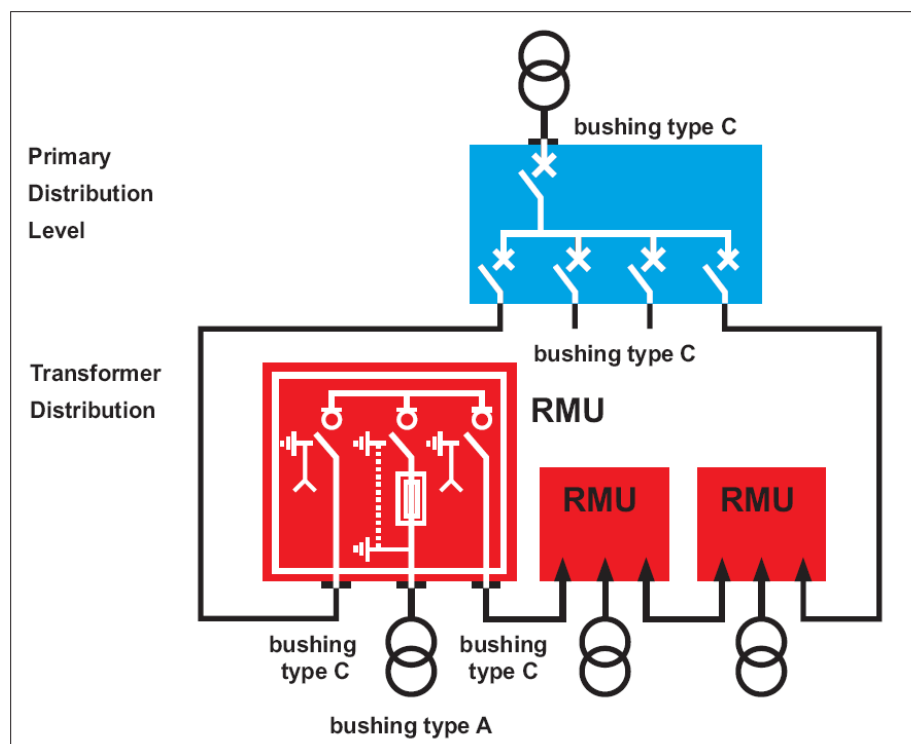 bushing type C
Primary
Distribution
Level
bushing type C
Transformer
Distribution
RMU
RMU
RMU
bushing
type C
bushing
type C
bushing type A